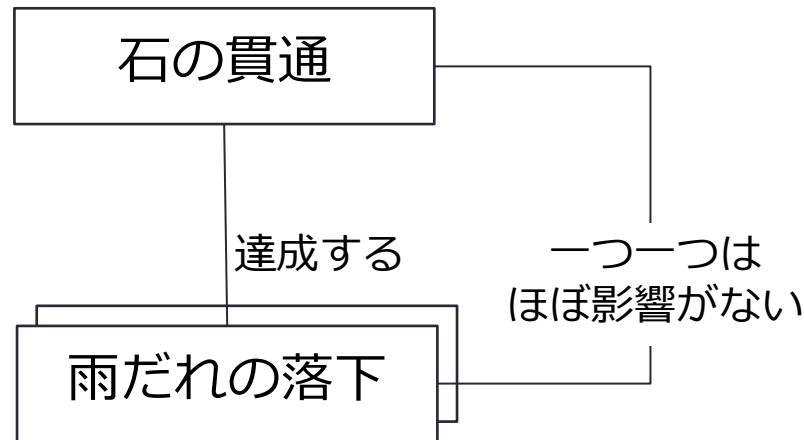 石の貫通
達成する
一つ一つは
ほぼ影響がない
雨だれの落下